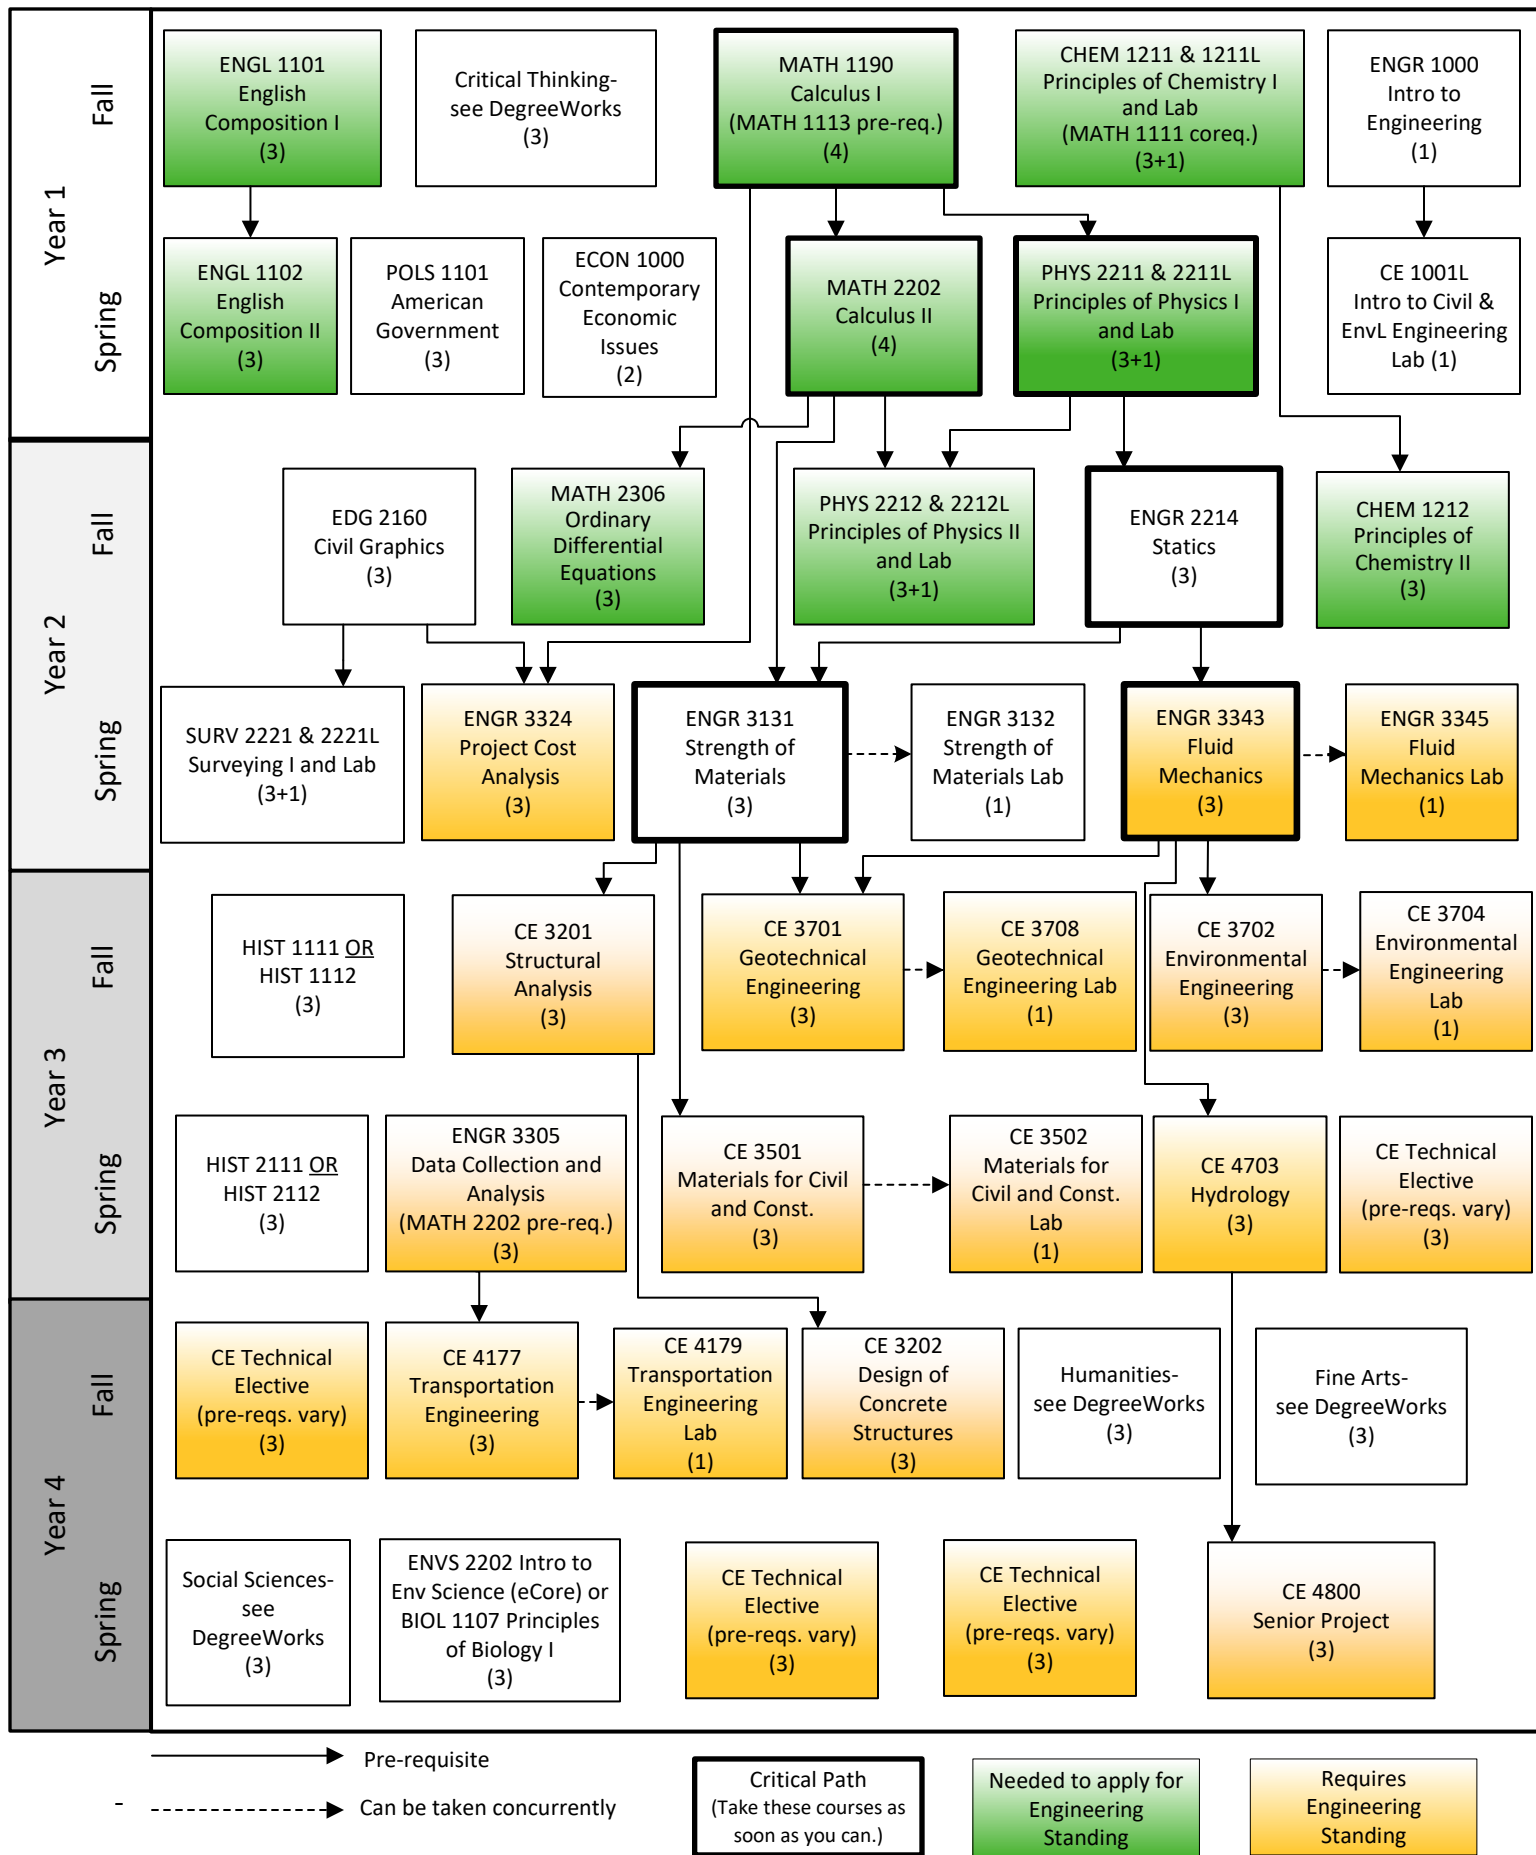 Year 1
Fall
ENGL 1101
English
Composition I
(3)
Critical Thinking-
see DegreeWorks
(3)
MATH 1190
Calculus I
(MATH 1113 pre-req.)
(4)
CHEM 1211 & 1211L
Principles of Chemistry I
and Lab
(MATH 1111 coreq.)
(3+1)
ENGR 1000
Intro to
Engineering
(1)
Spring
ENGL 1102
English
Composition II
(3)
POLS 1101
American
Government
(3)
ECON 1000
Contemporary
Economic
Issues
(2)
MATH 2202
Calculus II
(4)
PHYS 2211 & 2211L
Principles of Physics I
and Lab
(3+1)
CE 1001L
Intro to Civil &
EnvL Engineering
Lab (1)
Year 2
Fall
EDG 2160
Civil Graphics
(3)
MATH 2306
Ordinary
Differential
Equations
(3)
PHYS 2212 & 2212L
Principles of Physics II
and Lab
(3+1)
ENGR 2214
Statics
(3)
CHEM 1212
Principles of
Chemistry II
(3)
Spring
SURV 2221 & 2221L
Surveying I and Lab
(3+1)
ENGR 3324
Project Cost
Analysis
(3)
ENGR 3131
Strength of
Materials
(3)
ENGR 3132
Strength of
Materials Lab
(1)
ENGR 3343
Fluid
Mechanics
(3)
ENGR 3345
Fluid
Mechanics Lab
(1)
Year 3
Fall
HIST 1111 OR
HIST 1112
(3)
CE 3201
Structural
Analysis
(3)
CE 3701
Geotechnical
Engineering
(3)
CE 3708
Geotechnical
Engineering Lab
(1)
CE 3702
Environmental
Engineering
(3)
CE 3704
Environmental
Engineering
Lab
(1)
Spring
HIST 2111 OR
HIST 2112
(3)
ENGR 3305
Data Collection and
Analysis
(MATH 2202 pre-req.)
(3)
CE 3501
Materials for Civil
and Const.
(3)
CE 3502
Materials for
Civil and Const.
Lab
(1)
CE 4703
Hydrology
(3)
CE Technical
Elective
(pre-reqs. vary)
(3)
Year 4
Fall
CE Technical
Elective
(pre-reqs. vary)
(3)
CE 4177
Transportation
Engineering
(3)
CE 4179
Transportation
Engineering
Lab
(1)
CE 3202
Design of
Concrete
Structures
(3)
Humanities-
see DegreeWorks
(3)
Fine Arts-
see DegreeWorks
(3)
Spring
Social Sciences-
see
DegreeWorks
(3)
ENVS 2202 Intro to
Env Science (eCore) or
BIOL 1107 Principles
of Biology I
(3)
CE Technical
Elective
(pre-reqs. vary)
(3)
CE Technical
Elective
(pre-reqs. vary)
(3)
CE 4800
Senior Project
(3)
Pre-requisite
-
Can be taken concurrently
Critical Path
(Take these courses as
soon as you can.)
Needed to apply for
Engineering
Standing
Requires
Engineering
Standing